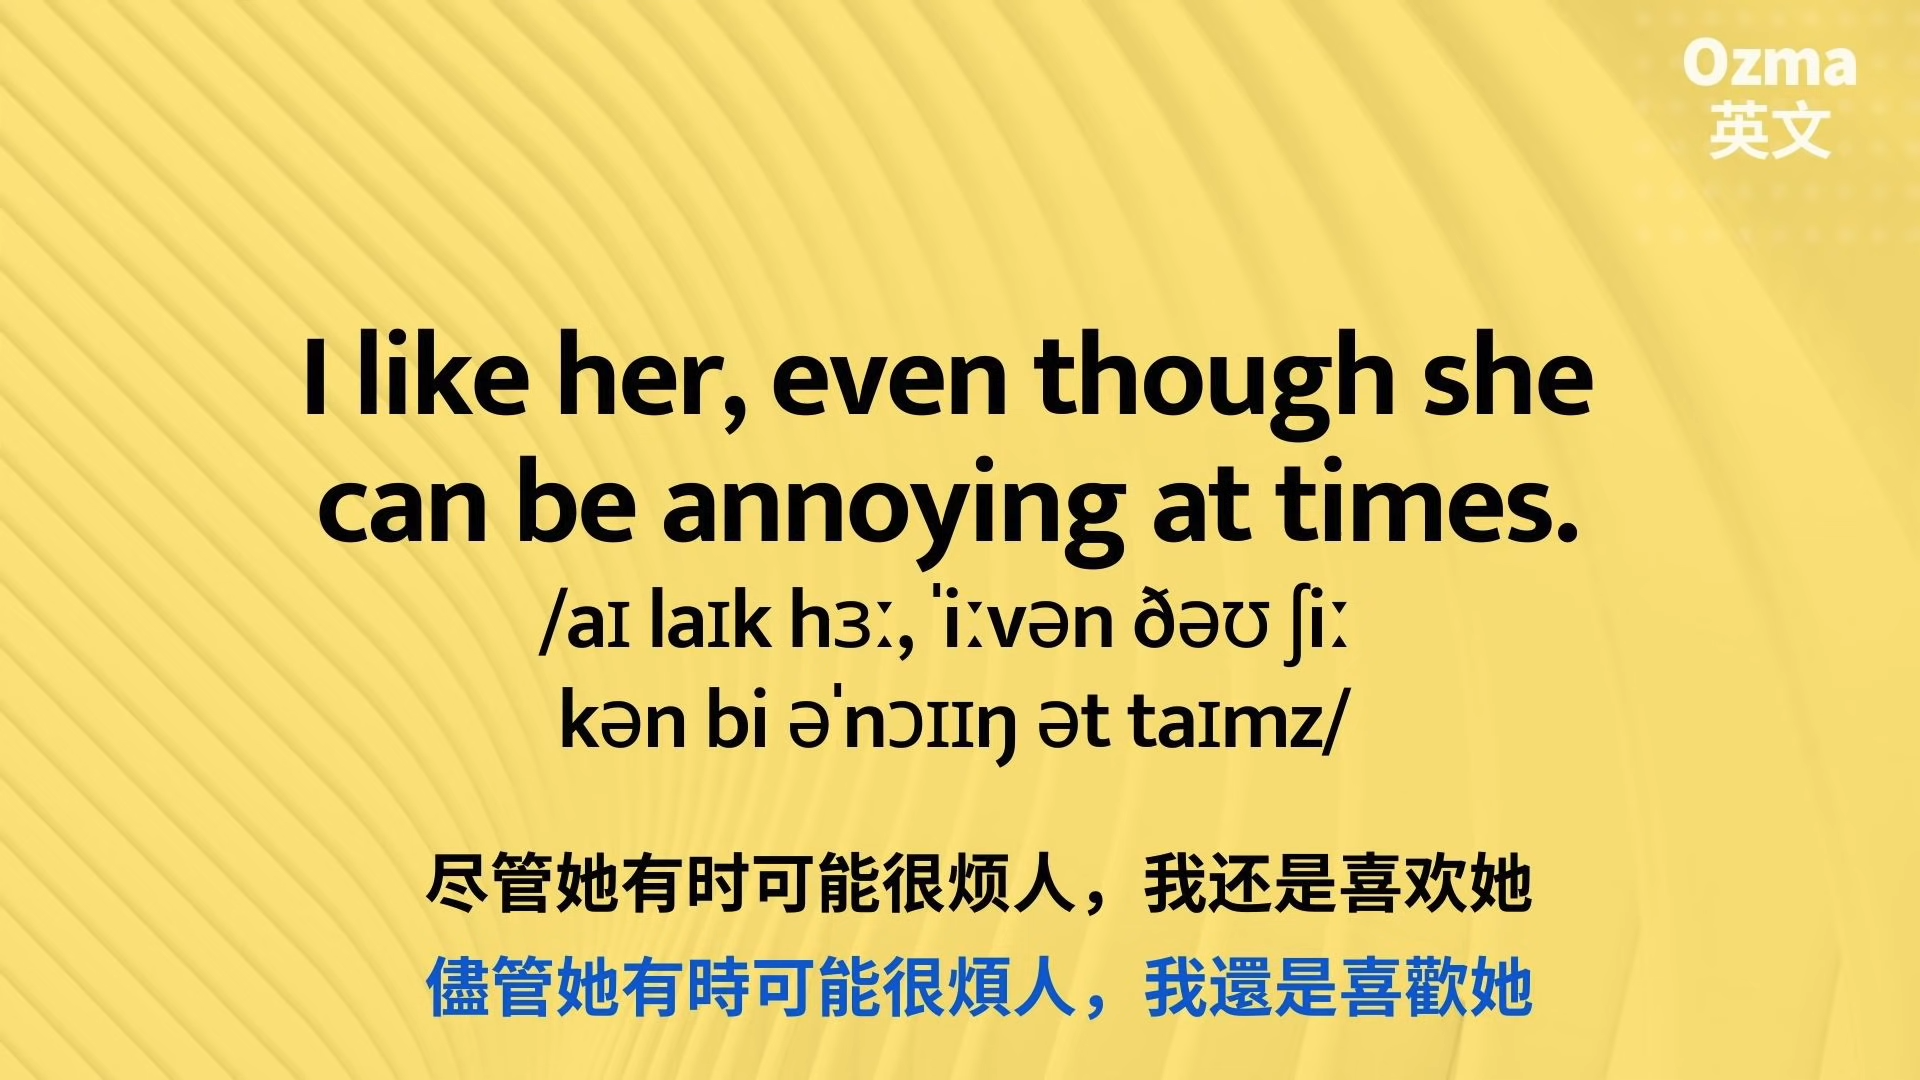 Ozma
英文
I like her, even though she
can be annoying at times.
/aɪ laɪk hɜː, ˈiːvən ðəʊ ʃiː
kən bi əˈnɔɪɪŋ ət taɪmz/
尽管她有时可能很烦人，我还是喜欢她
儘管她有時可能很煩人，我還是喜歡她